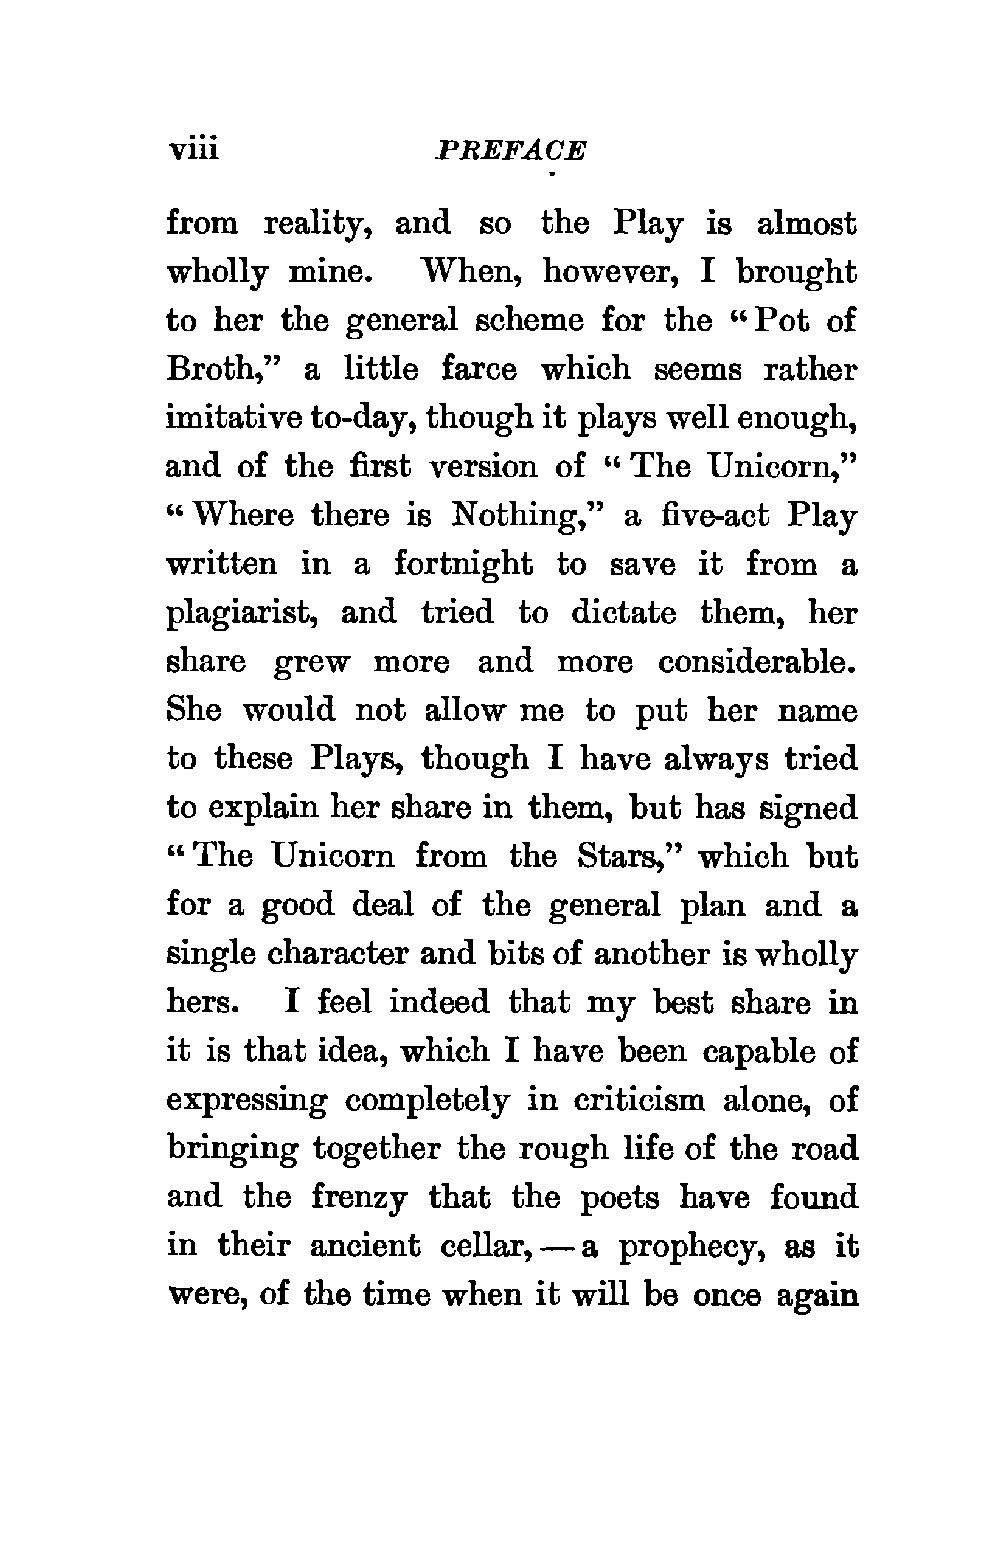 viii PREFACE
from reality, and so the Play is almost
wholly mine. When, however, I brought
to her the general scheme for the “Pot of
Broth,” a little farce which seems rather
imitative to-day, though it plays well enough,
and of the first version of “The Unicorn,”
“Where there is Nothing,” a five-act Play
written in a fortnight to save it from a
plagiarist, and tried to dictate them, her
share grew more and more considerable.
She would not allow me to put her name
to these Plays, though I have always tried
to explain her share in them, but has signed
“The Unicorn from the Stars,” which but
for a good deal of the general plan and a
single character and bits of another is wholly
hers. I feel indeed that my best share in
it is that idea, which I have been capable of
expressing completely in criticism alone, of
bringing together the rough life of the road
and the frenzy that the poets have found
in their ancient cellar,—a prophecy, as it
were, of the time when it will be once again